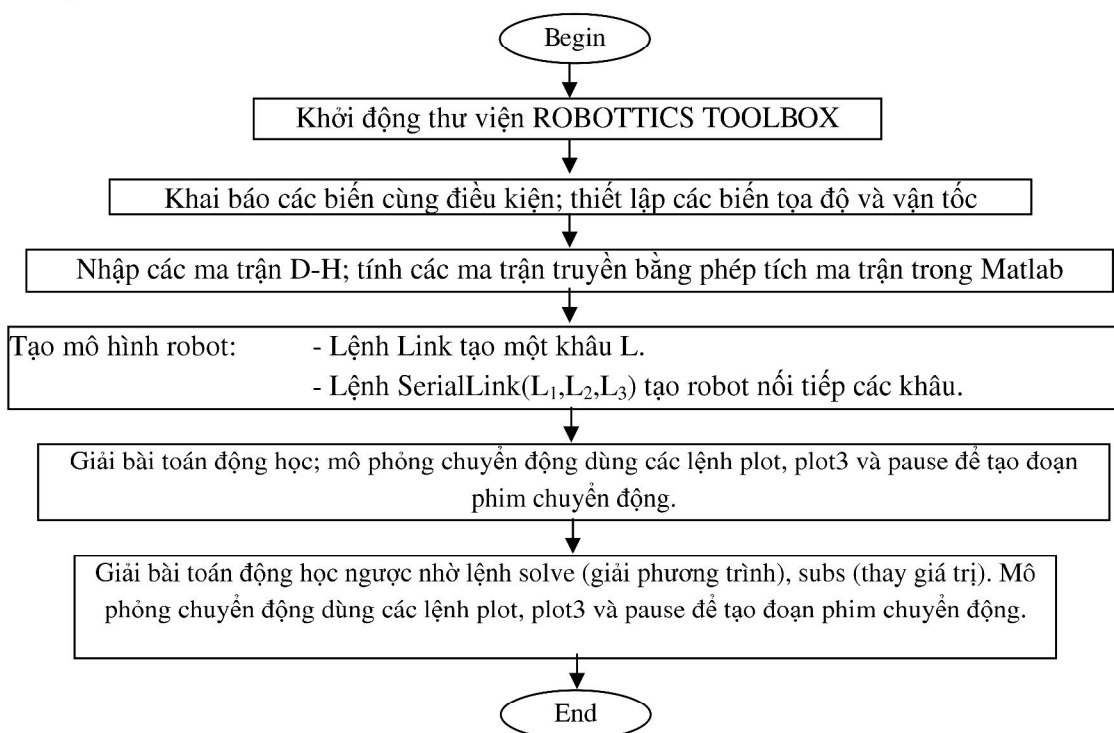 Begin
Khởi động thư viện ROBOTTICS TOOLBOX
Khai báo các biến cùng điều kiện; thiết lập các biến tọa độ và vận tốc
Nhập các ma trận D-H; tính các ma trận truyền bằng phép tích ma trận trong Matlab
Tạo mô hình robot: - Lệnh Link tạo một khâu L.
- Lệnh SerialLink(L₁,L₂,L₃) tạo robot nối tiếp các khâu.
Giải bài toán động học; mô phỏng chuyển động dùng các lệnh plot, plot3 và pause để tạo đoạn
phim chuyển động.
Giải bài toán động học ngược nhờ lệnh solve (giải phương trình), subs (thay giá trị). Mô
phỏng chuyển động dùng các lệnh plot, plot3 và pause để tạo đoạn phim chuyển động.
End